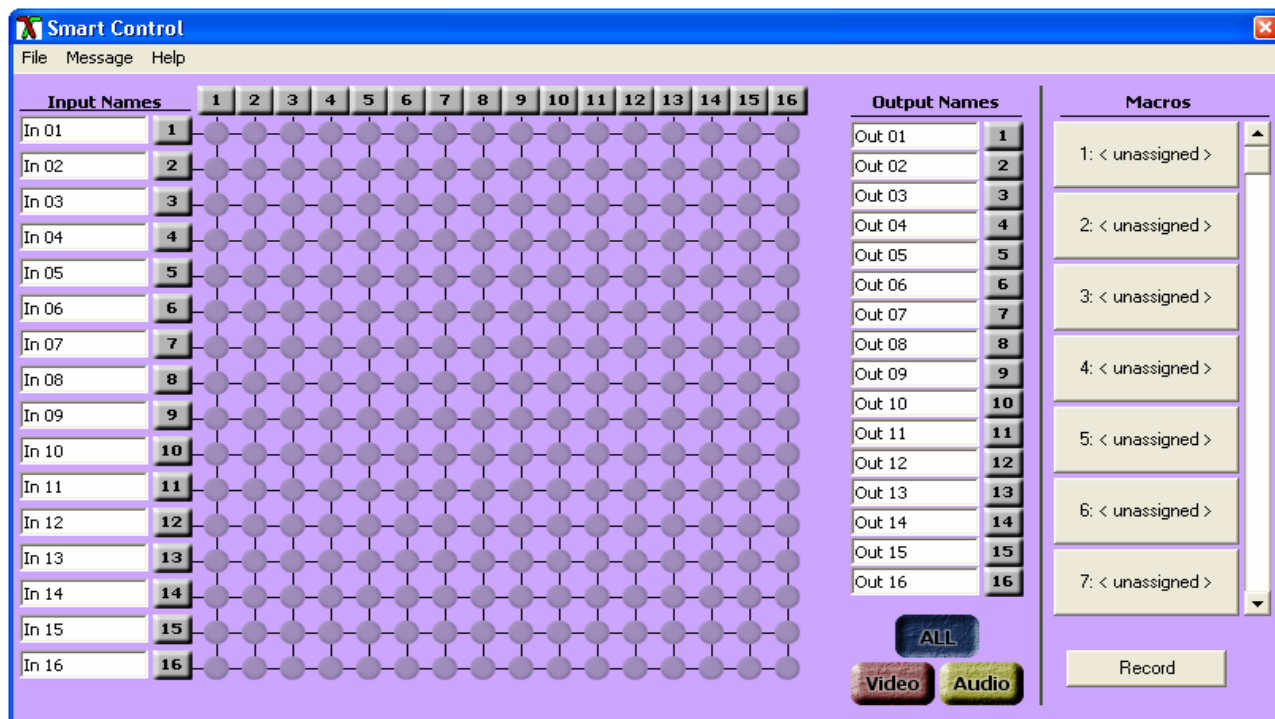 Smart Control
File Message Help
Input Names
1 2 3 4 5 6 7 8 9 10 11 12 13 14 15 16
In 01 1
In 02 2
In 03 3
In 04 4
In 05 5
In 06 6
In 07 7
In 08 8
In 09 9
In 10 10
In 11 11
In 12 12
In 13 13
In 14 14
In 15 15
In 16 16
Output Names
Out 01 1
Out 02 2
Out 03 3
Out 04 4
Out 05 5
Out 06 6
Out 07 7
Out 08 8
Out 09 9
Out 10 10
Out 11 11
Out 12 12
Out 13 13
Out 14 14
Out 15 15
Out 16 16
ALL
Video Audio
Macros
1: < unassigned >
2: < unassigned >
3: < unassigned >
4: < unassigned >
5: < unassigned >
6: < unassigned >
7: < unassigned >
Record